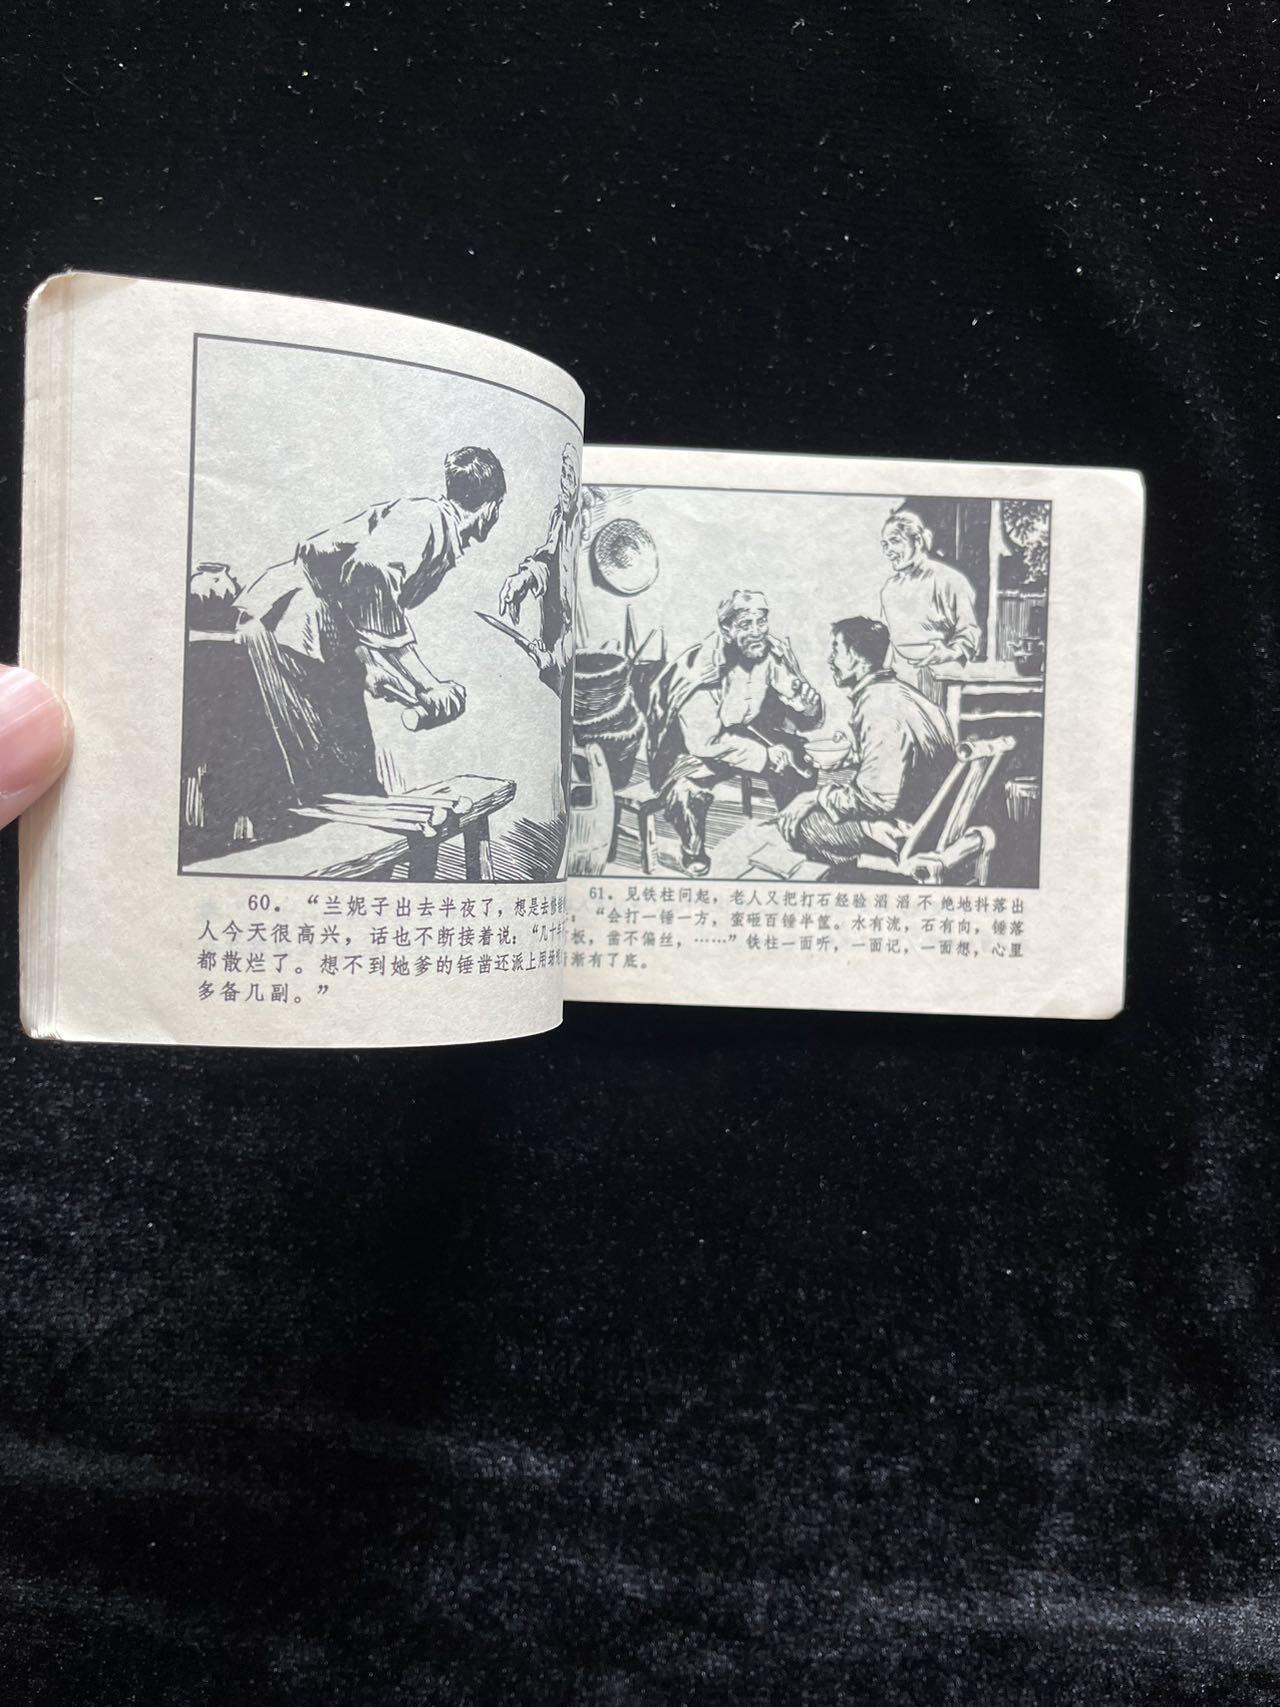 60. “兰妮子出去半夜了，想是去
人今天很高兴，话也不断接着说：“几十
都散烂了。想不到她爹的锤凿还派上用场
多备几副。”
61. 见铁柱问起，老人又把打石经验滔滔不绝地抖落出
：“会打一锤一方，蛮砸百锤半筐。水有流，石有向，锤落
板，凿不偏丝，……”铁柱一面听，一面记，一面想，心里
渐有了底。